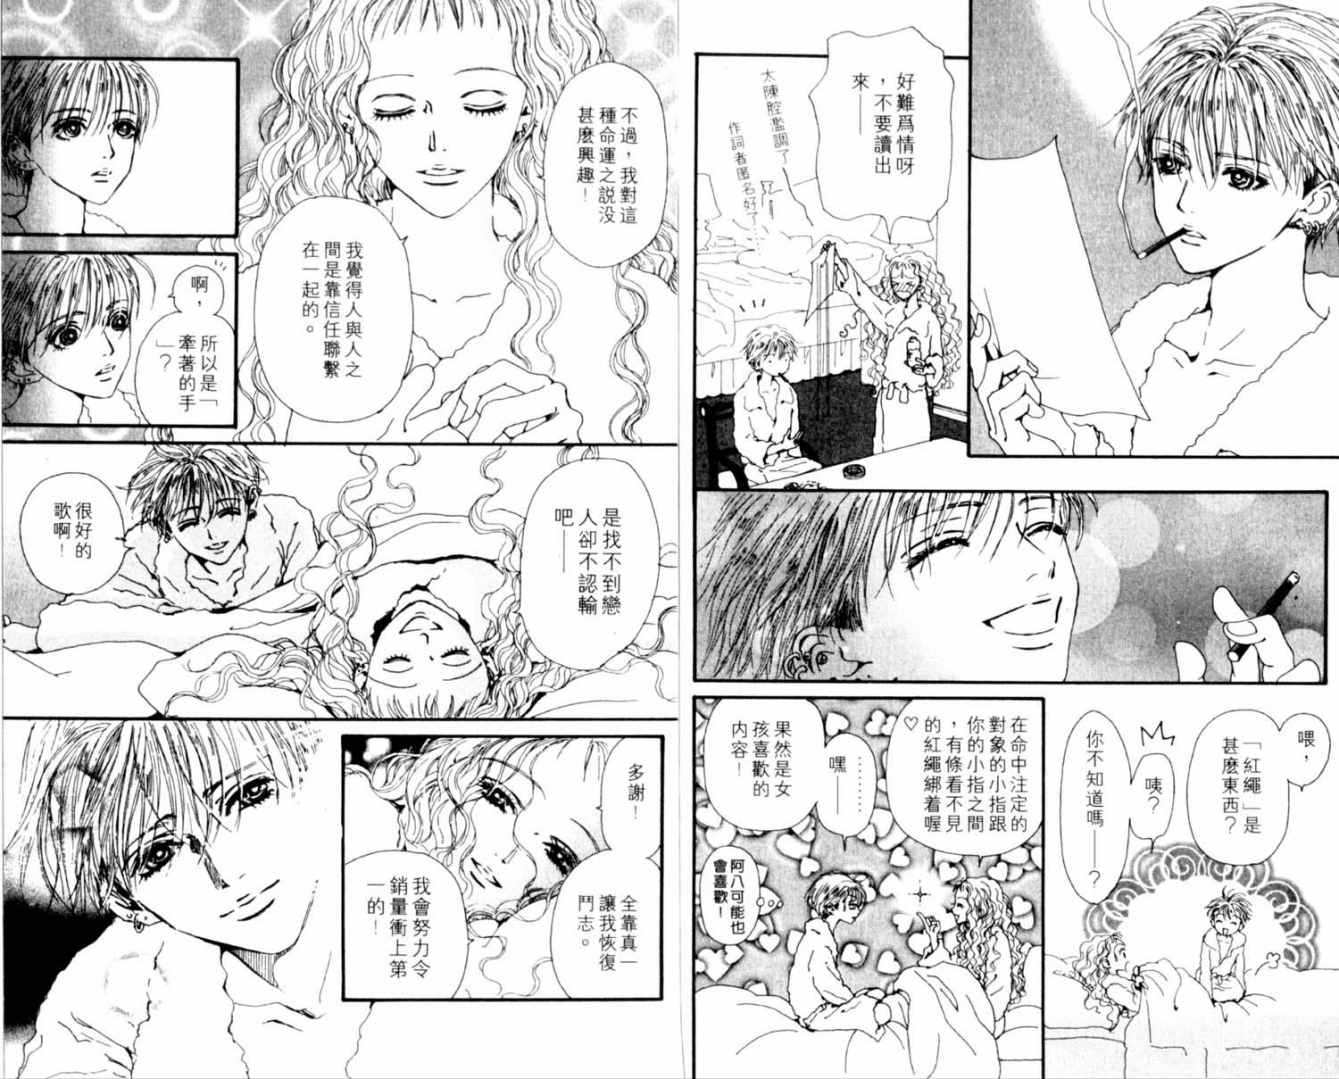 好難爲情呀
，不要讀出
來——
太陳腔濫調了
作詞者匿名好了
喂，
「紅繩」是
甚麼東西？
咦？
你不知道嗎——？
在命中注定的
對象的小指跟
你的小指之間
，有條看不見
的紅繩綁着喔
♡
………
嘿——
果然是女
孩喜歡的
內容！
阿八可能也
會喜歡！
不過，我對這
種命運之說没
甚麼興趣！
我覺得人與人之
間是靠信任聯繫
在一起的。
啊，
所以是「
牽著的手
」？
是找不到戀
人卻不認輸
吧——
很好的
歌啊！
多謝！
全靠真一
讓我恢復
鬥志。
我會努力令
銷量衝上第
一的！